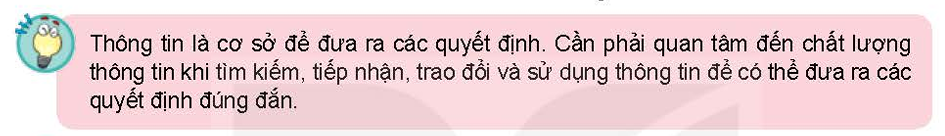 Thông tin là cơ sở để đưa ra các quyết định. Cần phải quan tâm đến chất lượng
thông tin khi tìm kiếm, tiếp nhận, trao đổi và sử dụng thông tin để có thể đưa ra các
quyết định đúng đắn.